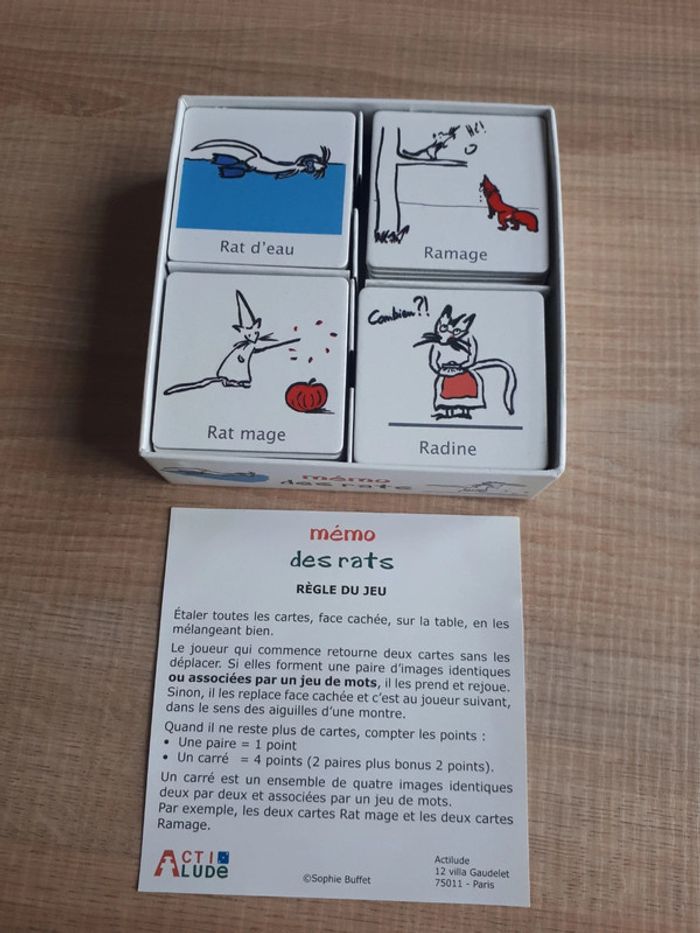 Hé!
Rat d'eau
Ramage
Combien?!
Rat mage
Radine
mémo
des rats
mémo
des rats
RÈGLE DU JEU
Étaler toutes les cartes, face cachée, sur la table, en les
mélangeant bien.
Le joueur qui commence retourne deux cartes sans les
déplacer. Si elles forment une paire d'images identiques
ou associées par un jeu de mots, il les prend et rejoue.
Sinon, il les replace face cachée et c'est au joueur suivant,
dans le sens des aiguilles d'une montre.
Quand il ne reste plus de cartes, compter les points :
• Une paire = 1 point
• Un carré = 4 points (2 paires plus bonus 2 points).
Un carré est un ensemble de quatre images identiques
deux par deux et associées par un jeu de mots.
Par exemple, les deux cartes Rat mage et les deux cartes
Ramage.
ACTI
LUDe
©Sophie Buffet
Actilude
12 villa Gaudelet
75011 - Paris